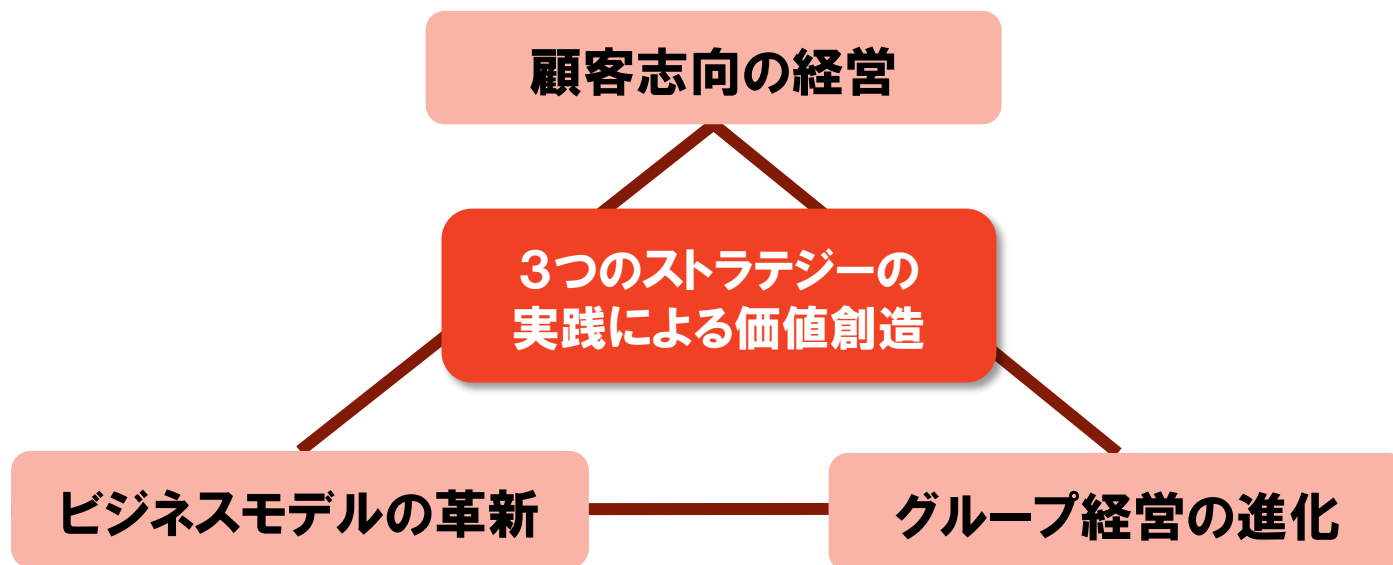 顧客志向の経営
３つのストラテジーの
実践による価値創造
ビジネスモデルの革新
グループ経営の進化